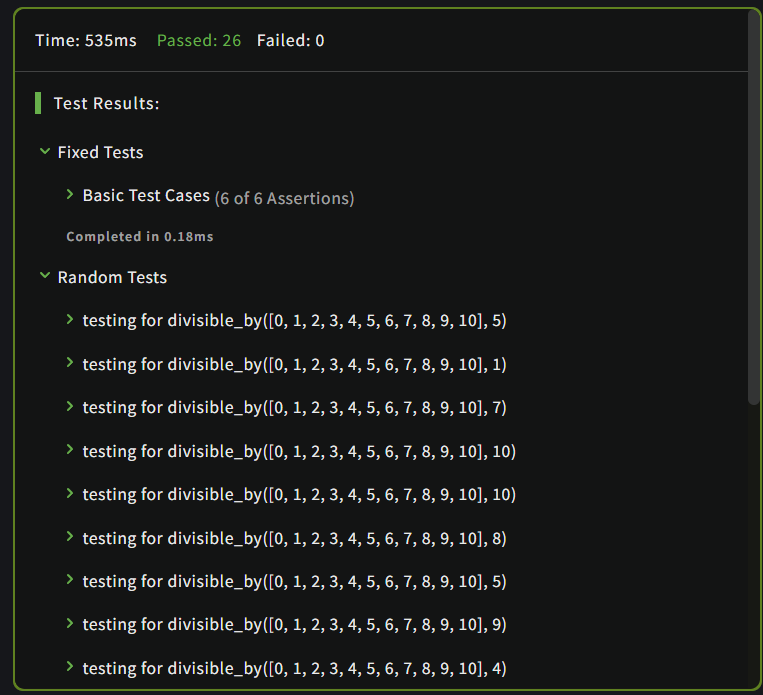 Time: 535ms Passed: 26 Failed: 0
Test Results:
Fixed Tests
Basic Test Cases (6 of 6 Assertions)
Completed in 0.18ms
Random Tests
testing for divisible_by([0, 1, 2, 3, 4, 5, 6, 7, 8, 9, 10], 5)
testing for divisible_by([0, 1, 2, 3, 4, 5, 6, 7, 8, 9, 10], 1)
testing for divisible_by([0, 1, 2, 3, 4, 5, 6, 7, 8, 9, 10], 7)
testing for divisible_by([0, 1, 2, 3, 4, 5, 6, 7, 8, 9, 10], 10)
testing for divisible_by([0, 1, 2, 3, 4, 5, 6, 7, 8, 9, 10], 10)
testing for divisible_by([0, 1, 2, 3, 4, 5, 6, 7, 8, 9, 10], 8)
testing for divisible_by([0, 1, 2, 3, 4, 5, 6, 7, 8, 9, 10], 5)
testing for divisible_by([0, 1, 2, 3, 4, 5, 6, 7, 8, 9, 10], 9)
testing for divisible_by([0, 1, 2, 3, 4, 5, 6, 7, 8, 9, 10], 4)